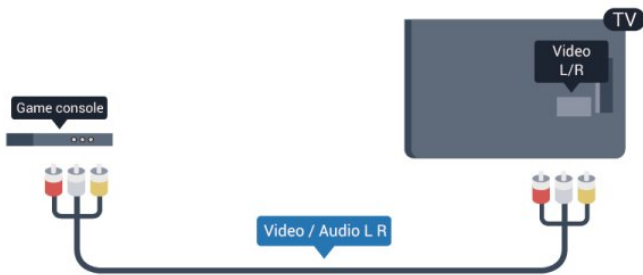 TV
Video
L/R
Game console
Video / Audio L R